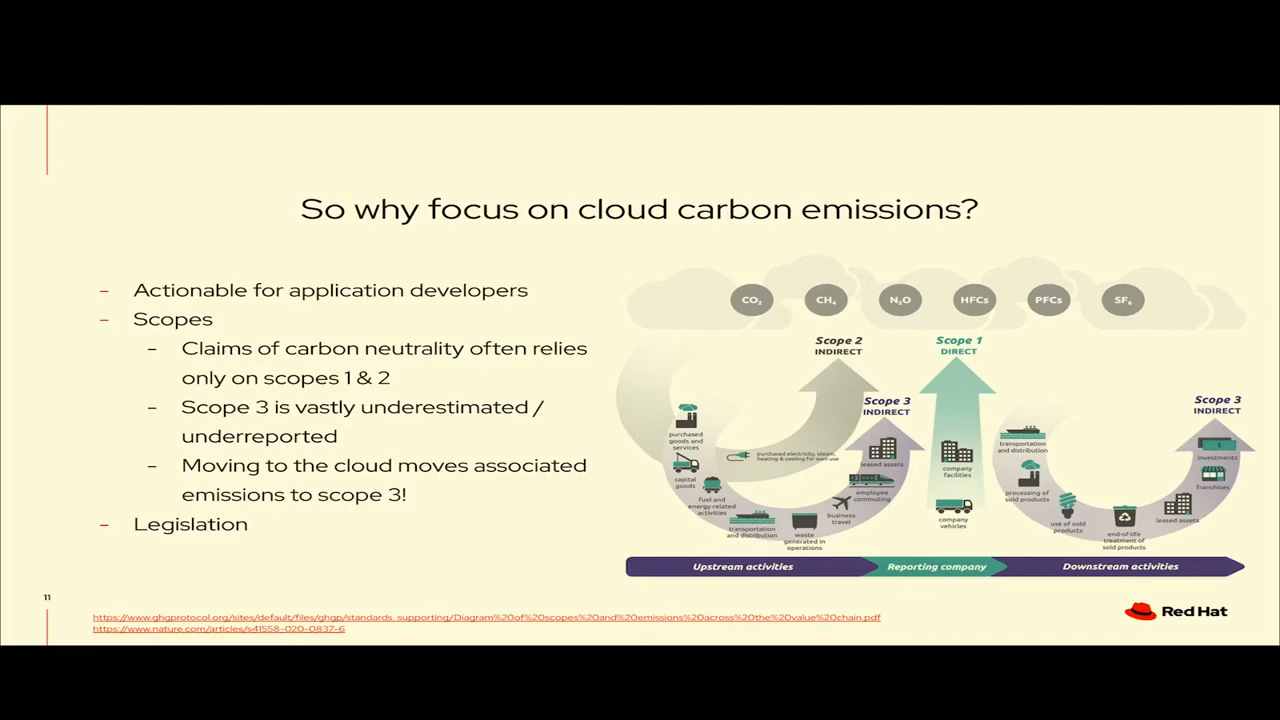 So why focus on cloud carbon emissions?
- Actionable for application developers
- Scopes
- Claims of carbon neutrality often relies
only on scopes 1 & 2
- Scope 3 is vastly underestimated /
underreported
- Moving to the cloud moves associated
emissions to scope 3!
- Legislation
CO₂
CH₄
N₂O
HFCs
PFCs
SF₆
Scope 2
INDIRECT
Scope 1
DIRECT
Scope 3
INDIRECT
Scope 3
INDIRECT
purchased
goods and
services
capital
goods
fuel and
energy related
activities
transportation
and distribution
waste
generated in
operations
business
travel
employee
commuting
leased assets
purchased electricity, steam,
heating & cooling for own use
company
facilities
company
vehicles
transportation
and distribution
processing of
sold products
use of sold
products
end-of-life
treatment of
sold products
leased assets
franchises
$
investments
Upstream activities
Reporting company
Downstream activities
11
https://www.ghgprotocol.org/sites/default/files/ghgp/standards_supporting/Diagram%20of%20scopes%20and%20emissions%20across%20the%20value%20chain.pdf
https://www.nature.com/articles/s41558-020-0837-6
Red Hat